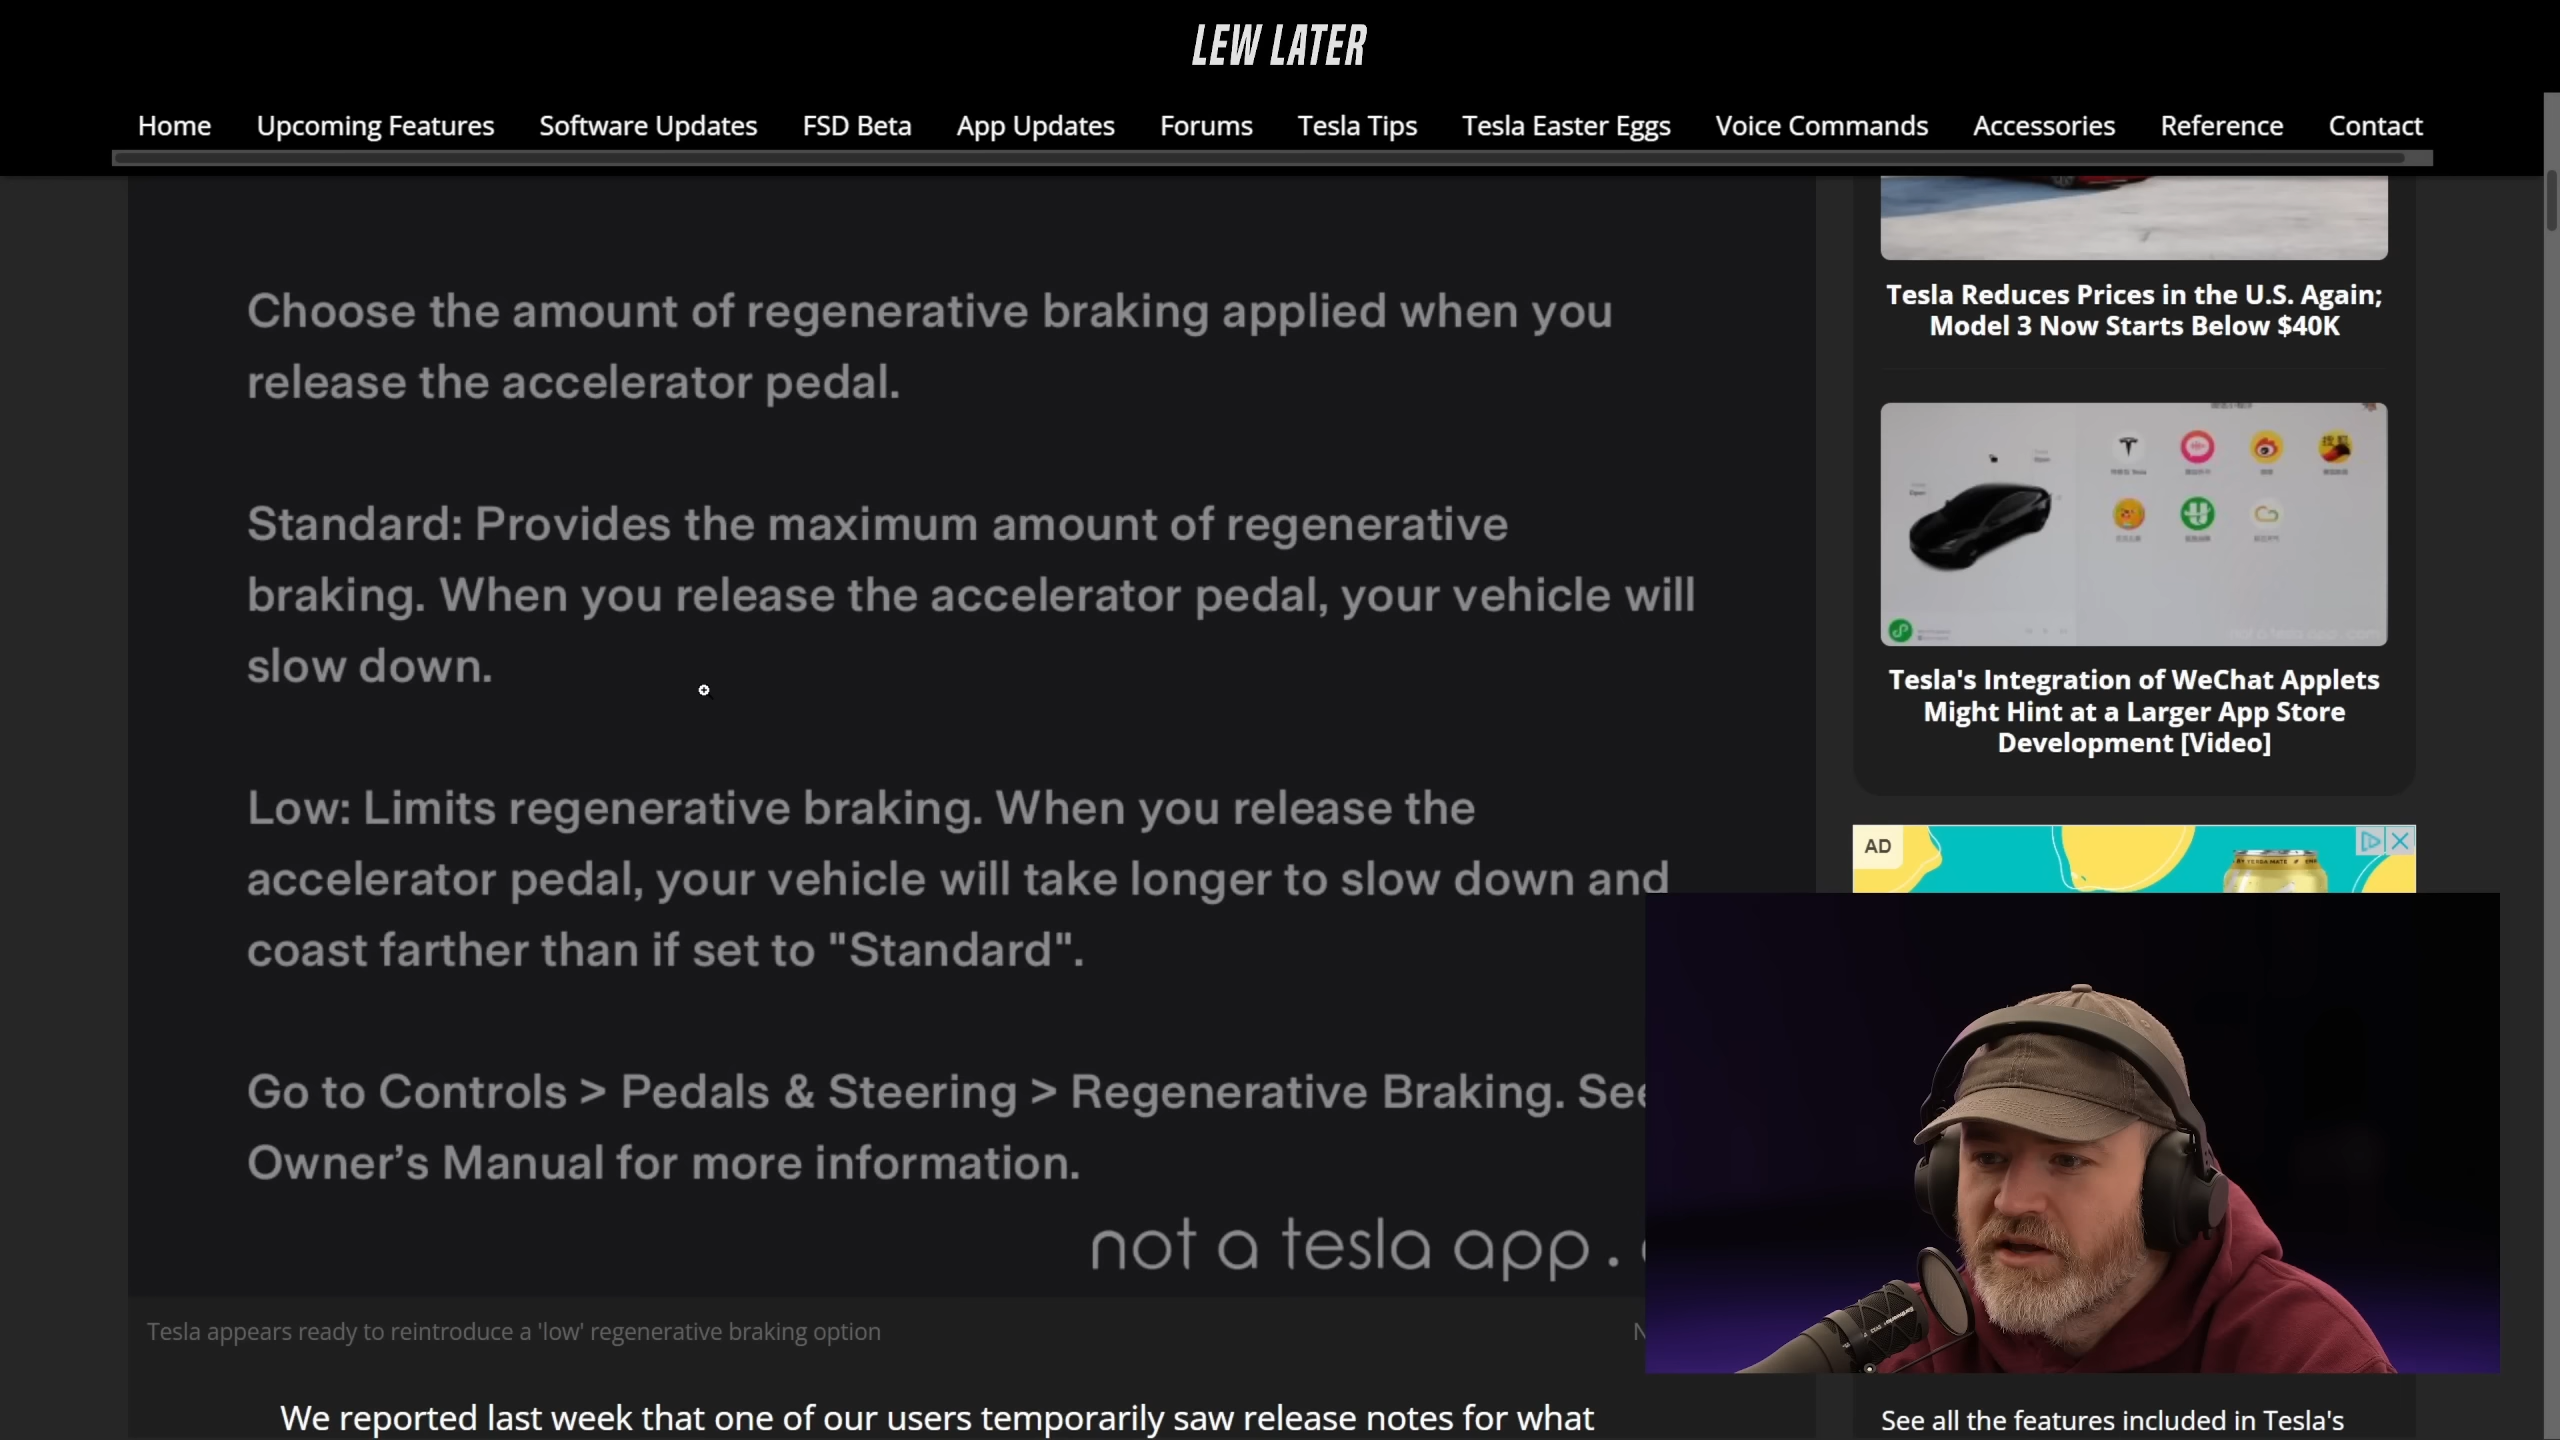 LEW LATER
Home Upcoming Features Software Updates FSD Beta App Updates Forums Tesla Tips Tesla Easter Eggs Voice Commands Accessories Reference Contact
Choose the amount of regenerative braking applied when you
release the accelerator pedal.
Standard: Provides the maximum amount of regenerative
braking. When you release the accelerator pedal, your vehicle will
slow down.
Low: Limits regenerative braking. When you release the
accelerator pedal, your vehicle will take longer to slow down and
coast farther than if set to "Standard".
Go to Controls > Pedals & Steering > Regenerative Braking. See
Owner's Manual for more information.
not a tesla app .
Tesla appears ready to reintroduce a 'low' regenerative braking option
We reported last week that one of our users temporarily saw release notes for what
Tesla Reduces Prices in the U.S. Again;
Model 3 Now Starts Below $40K
Tesla's Integration of WeChat Applets
Might Hint at a Larger App Store
Development [Video]
AD
See all the features included in Tesla's